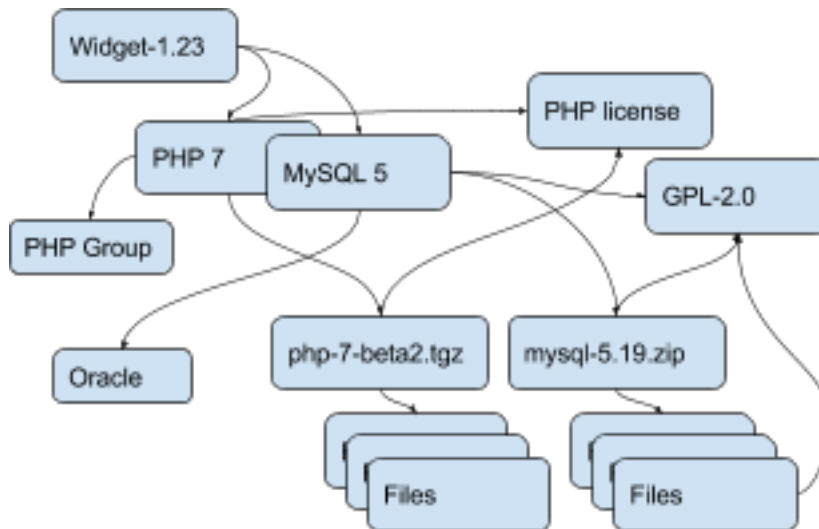 Widget-1.23
PHP license
PHP 7
MySQL 5
GPL-2.0
PHP Group
php-7-beta2.tgz
mysql-5.19.zip
Oracle
Files
Files